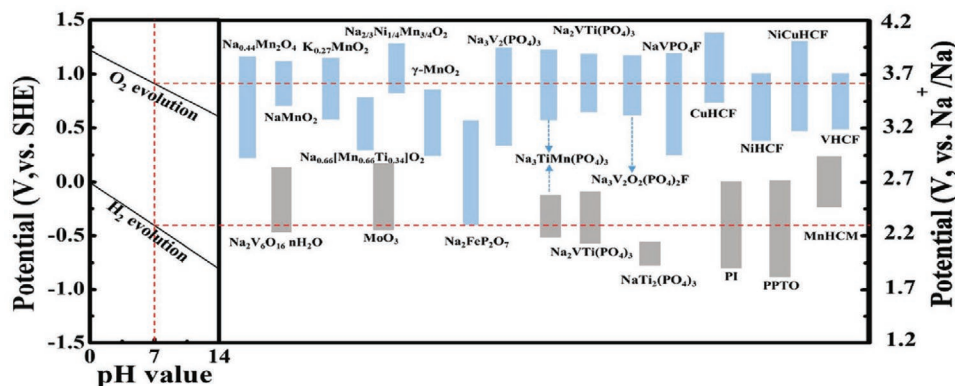 Potential (V,vs. SHE)
1.5
1.0
0.5
0.0
-0.5
-1.0
-1.5
O₂ evolution
H₂ evolution
0
7
14
pH value
Na₀.₄₄Mn₂O₄
NaMnO₂
K₀.₂₇MnO₂
Na₂/₃Ni₁/₄Mn₃/₄O₂
γ-MnO₂
Na₀.₆₆[Mn₀.₆₆Ti₀.₃₄]O₂
Na₃V₂(PO₄)₃
Na₂VTi(PO₄)₃
NaVPO₄F
CuHCF
NiCuHCF
NiHCF
VHCF
Na₃TiMn(PO₄)₃
Na₃V₂O₂(PO₄)₂F
Na₂V₆O₁₆ nH₂O
MoO₃
Na₂FeP₂O₇
Na₂VTi(PO₄)₃
NaTi₂(PO₄)₃
PI
PPTO
MnHCM
4.2
3.7
3.2
2.7
2.2
1.7
1.2
Potential (V, vs. Na⁺/Na)